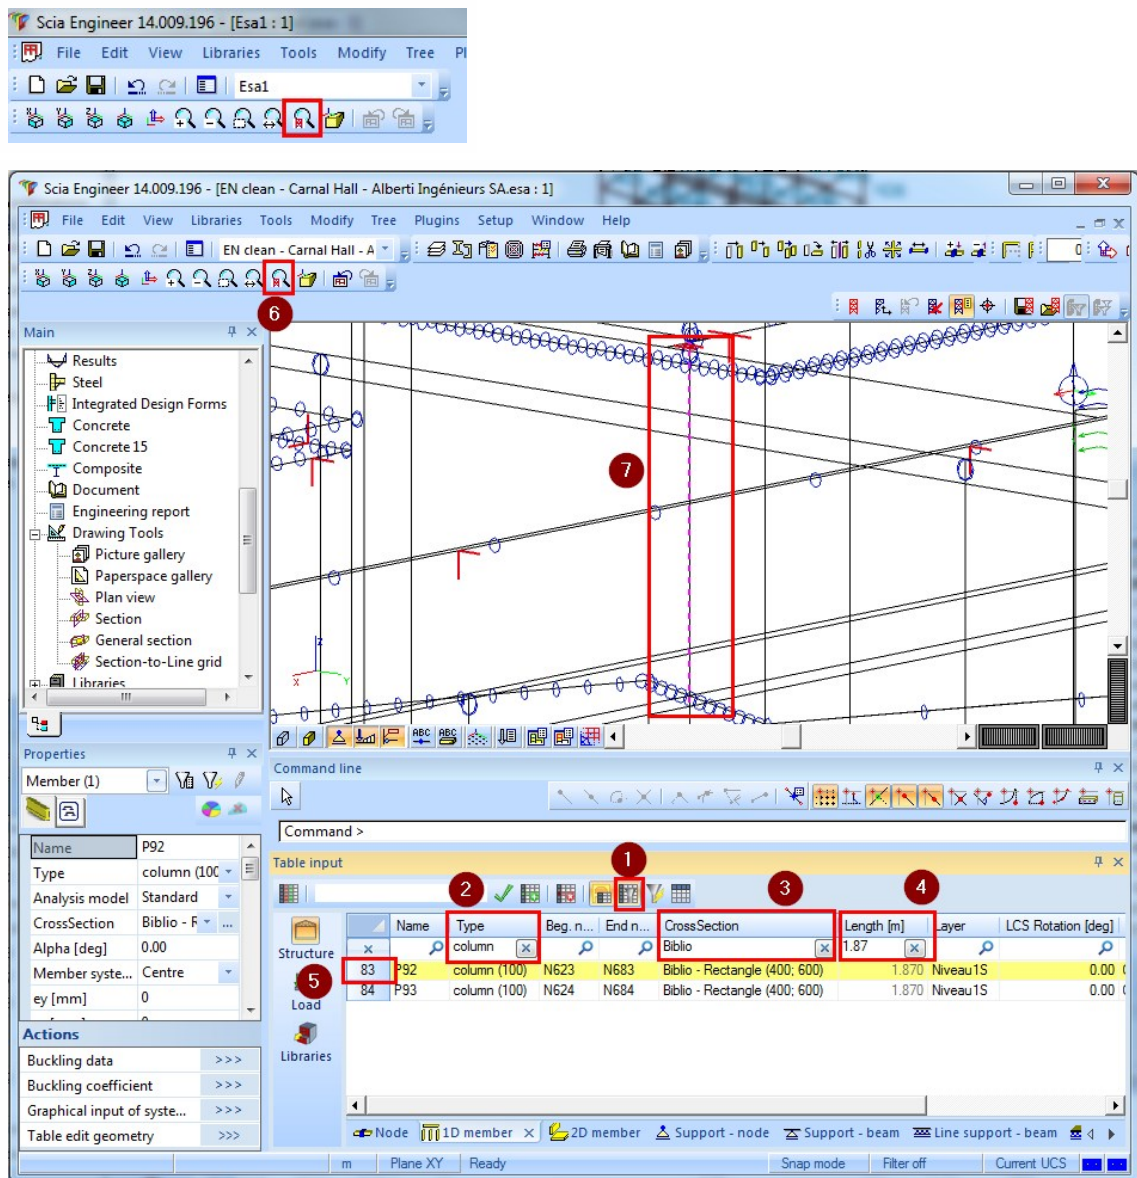 Scia Engineer 14.009.196 - [Esa1 : 1]
File Edit View Libraries Tools Modify Tree Pl
Esa1
Scia Engineer 14.009.196 - [EN clean - Carnal Hall - Alberti Ingénieurs SA.esa : 1]
File Edit View Libraries Tools Modify Tree Plugins Setup Window Help
EN clean - Carnal Hall - A
6
Main
Results
Steel
Integrated Design Forms
Concrete
Concrete 15
Composite
Document
Engineering report
Drawing Tools
Picture gallery
Paperspace gallery
Plan view
Section
General section
Section-to-Line grid
Libraries
7
z
x
y
ABC ABC
Properties
Member (1)
Name P92
Type column (100
Analysis model Standard
CrossSection Biblio - R ...
Alpha [deg] 0.00
Member syste... Centre
ey [mm] 0
Actions
Buckling data >>>
Buckling coefficient >>>
Graphical input of syste... >>>
Table edit geometry >>>
Command line
Command >
Table input
1
2 3 4
Structure
Load
Libraries
Name Type Beg. n... End n... CrossSection Length [m] Layer LCS Rotation [deg]
column Biblio 1.87
83 P92 column (100) N623 N683 Biblio - Rectangle (400; 600) 1.870 Niveau1S 0.00
5
84 P93 column (100) N624 N684 Biblio - Rectangle (400; 600) 1.870 Niveau1S 0.00
Node 1D member 2D member Support - node Support - beam Line support - beam
m Plane XY Ready Snap mode Filter off Current UCS